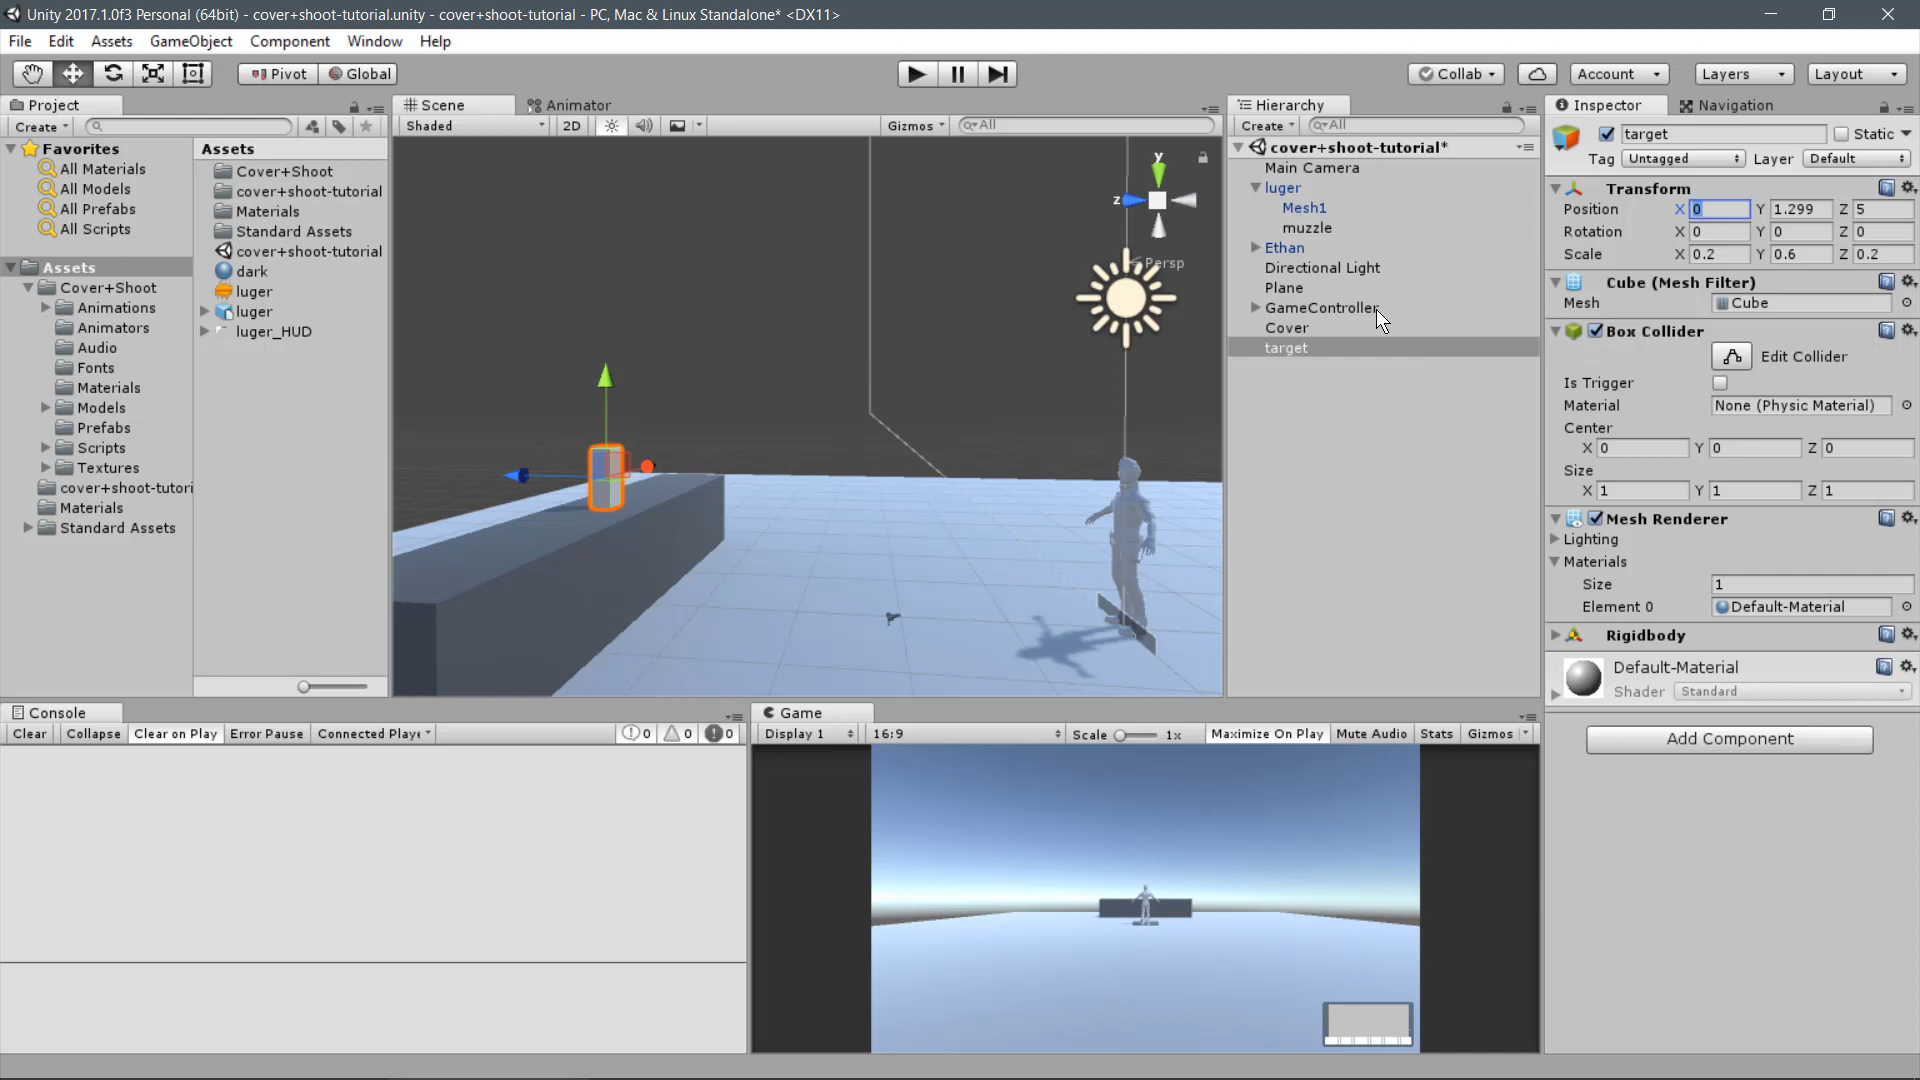 Unity 2017.1.0f3 Personal (64bit) - cover+shoot-tutorial.unity - cover+shoot-tutorial - PC, Mac & Linux Standalone* <DX11>
File Edit Assets GameObject Component Window Help
Pivot Global Collab Account Layers Layout
Project
Create
Favorites
All Materials
All Models
All Prefabs
All Scripts
Assets
Cover+Shoot
Animations
Animators
Audio
Fonts
Materials
Models
Prefabs
Scripts
Textures
cover+shoot-tutori
Materials
Standard Assets
Assets
Cover+Shoot
cover+shoot-tutorial
Materials
Standard Assets
cover+shoot-tutorial
dark
luger
luger
luger_HUD
Scene Animator
Shaded 2D Gizmos All
y
z
Persp
Hierarchy
Create All
cover+shoot-tutorial*
Main Camera
luger
Mesh1
muzzle
Ethan
Directional Light
Plane
GameController
Cover
target
Inspector Navigation
target Static
Tag Untagged Layer Default
Transform
Position X 0 Y 1.299 Z 5
Rotation X 0 Y 0 Z 0
Scale X 0.2 Y 0.6 Z 0.2
Cube (Mesh Filter)
Mesh Cube
Box Collider
Edit Collider
Is Trigger
Material None (Physic Material)
Center
X 0 Y 0 Z 0
Size
X 1 Y 1 Z 1
Mesh Renderer
Lighting
Materials
Size 1
Element 0 Default-Material
Rigidbody
Default-Material
Shader Standard
Add Component
Console
Clear Collapse Clear on Play Error Pause Connected Playe 0 0 0
Game
Display 1 16:9 Scale 1x Maximize On Play Mute Audio Stats Gizmos